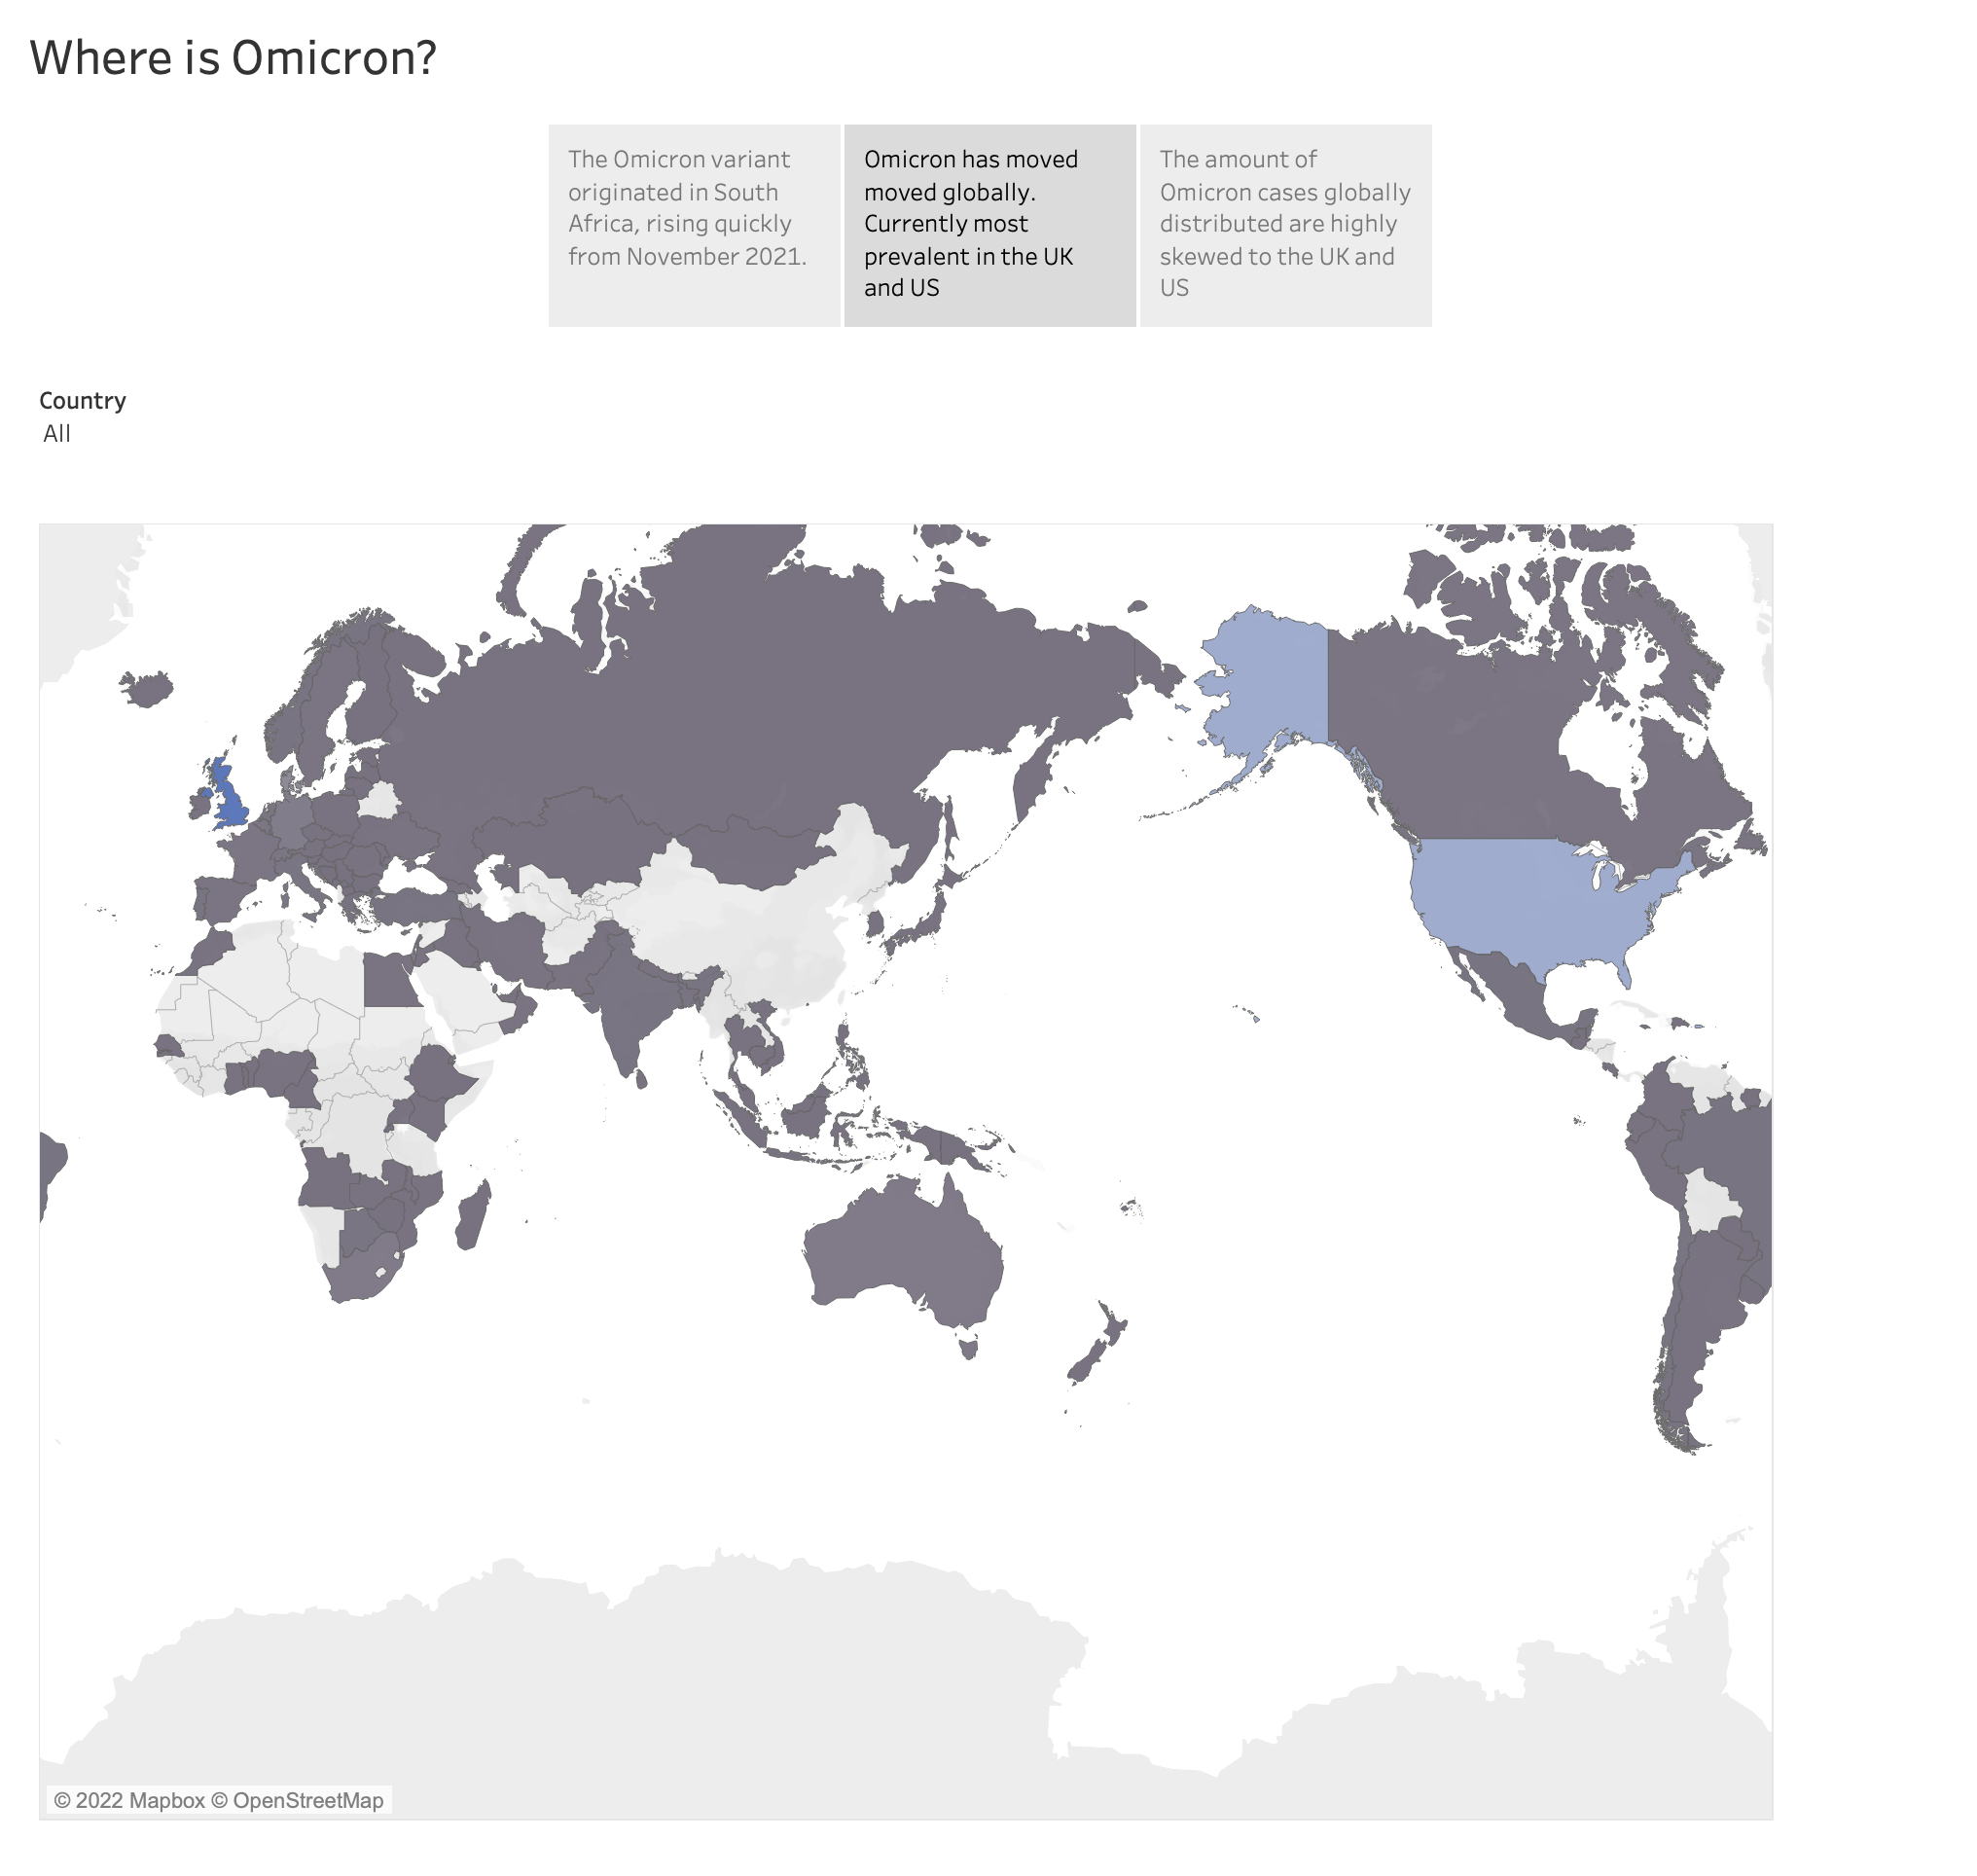 Where is Omicron?
The Omicron variant
originated in South
Africa, rising quickly
from November 2021.
Omicron has moved
moved globally.
Currently most
prevalent in the UK
and US
The amount of
Omicron cases globally
distributed are highly
skewed to the UK and
US
Country
All
© 2022 Mapbox © OpenStreetMap